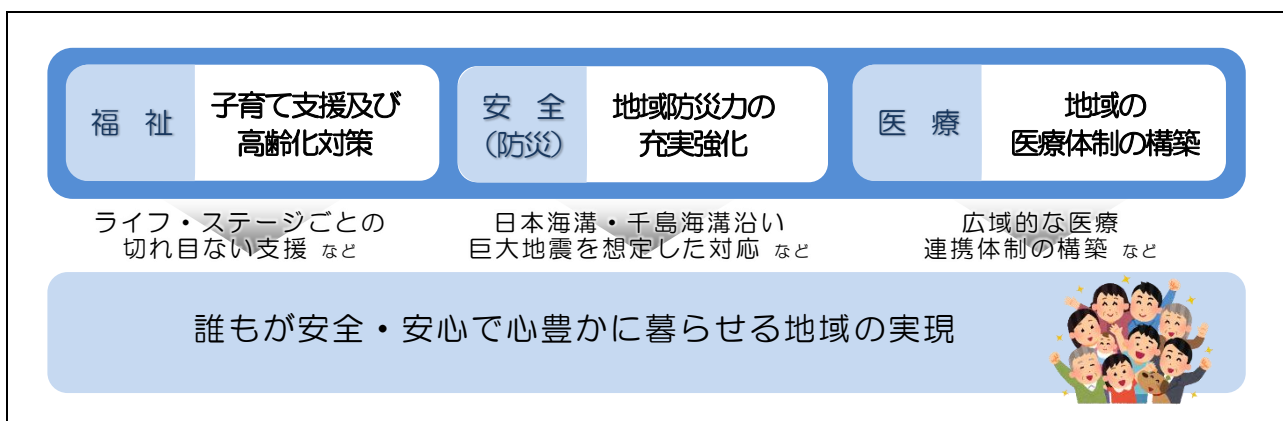 福 祉
子育て支援及び
高齢化対策
安 全
(防災)
地域防災力の
充実強化
医 療
地域の
医療体制の構築
ライフ・ステージごとの
切れ目ない支援 など
日本海溝・千島海溝沿い
巨大地震を想定した対応 など
広域的な医療
連携体制の構築 など
誰もが安全・安心で心豊かに暮らせる地域の実現